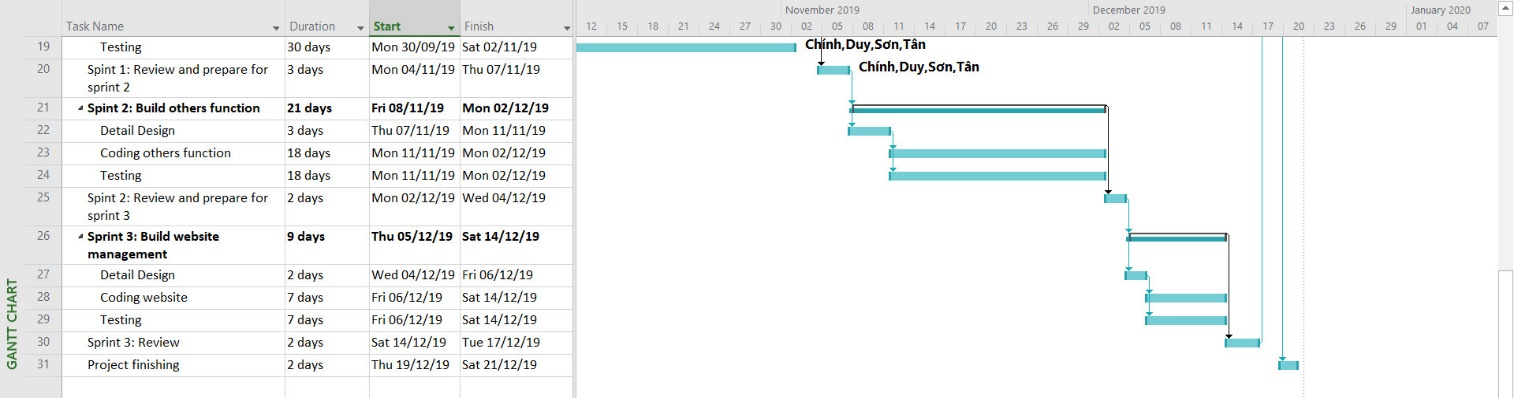 November 2019 December 2019 January 2020
Task Name Duration Start Finish 12 15 18 21 24 27 30 02 05 08 11 14 17 20 23 26 29 02 05 08 11 14 17 20 23 26 29 01 04 07
19 Testing 30 days Mon 30/09/19 Sat 02/11/19 Chính,Duy,Sơn,Tân
20 Spint 1: Review and prepare for 3 days Mon 04/11/19 Thu 07/11/19 Chính,Duy,Sơn,Tân
sprint 2
21 Spint 2: Build others function 21 days Fri 08/11/19 Mon 02/12/19
22 Detail Design 3 days Thu 07/11/19 Mon 11/11/19
23 Coding others function 18 days Mon 11/11/19 Mon 02/12/19
24 Testing 18 days Mon 11/11/19 Mon 02/12/19
25 Spint 2: Review and prepare for 2 days Mon 02/12/19 Wed 04/12/19
sprint 3
26 Sprint 3: Build website 9 days Thu 05/12/19 Sat 14/12/19
management
27 Detail Design 2 days Wed 04/12/19 Fri 06/12/19
28 Coding website 7 days Fri 06/12/19 Sat 14/12/19
29 Testing 7 days Fri 06/12/19 Sat 14/12/19
30 Sprint 3: Review 2 days Sat 14/12/19 Tue 17/12/19
31 Project finishing 2 days Thu 19/12/19 Sat 21/12/19
GANTT CHART